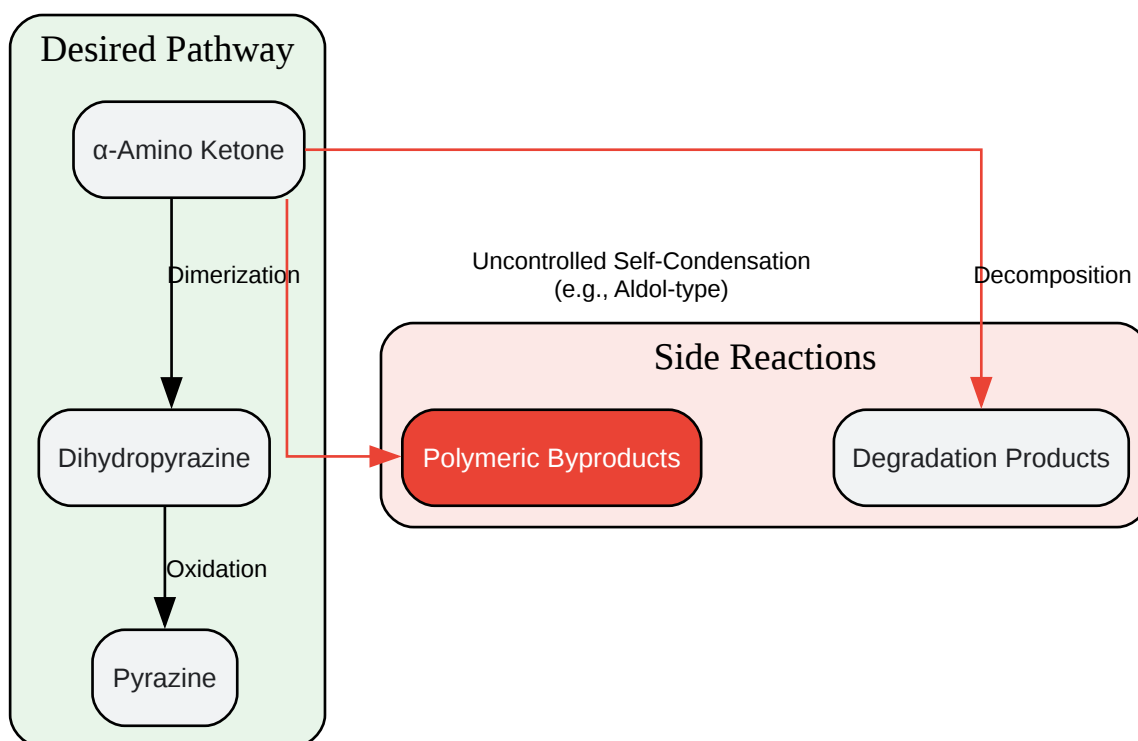 Desired Pathway
α-Amino Ketone
Dimerization
Uncontrolled Self-Condensation
(e.g., Aldol-type)
Decomposition
Side Reactions
Dihydropyrazine
Polymeric Byproducts
Degradation Products
Oxidation
Pyrazine